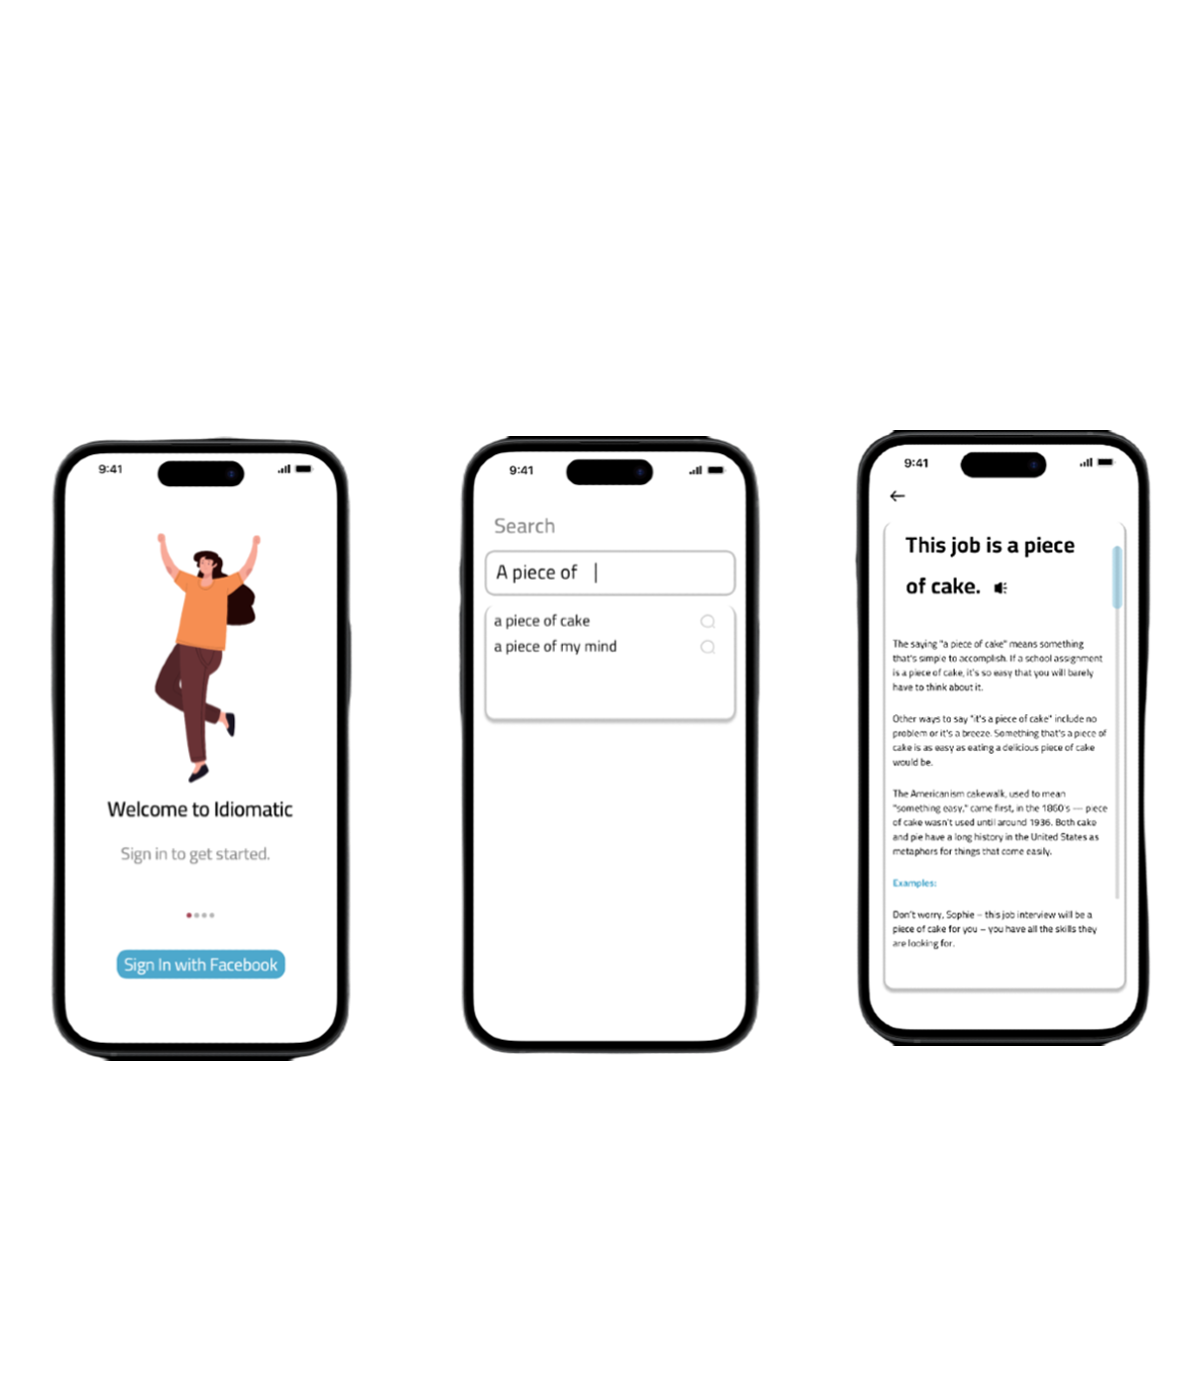 9:41
Welcome to Idiomatic
Sign in to get started.
Sign In with Facebook
9:41
Search
A piece of
a piece of cake
a piece of my mind
9:41
This job is a piece
of cake.
The saying "a piece of cake" means something
that's simple to accomplish. If a school assignment
is a piece of cake, it's so easy that you will barely
have to think about it.
Other ways to say "it's a piece of cake" include no
problem or it's a breeze. Something that's a piece of
cake is as easy as eating a delicious piece of cake
would be.
The Americanism cakewalk, used to mean
"something easy," came first, in the 1860's — piece
of cake wasn't used until around 1936. Both cake
and pie have a long history in the United States as
metaphors for things that come easily.
Examples:
Don't worry, Sophie – this job interview will be a
piece of cake for you – you have all the skills they
are looking for.